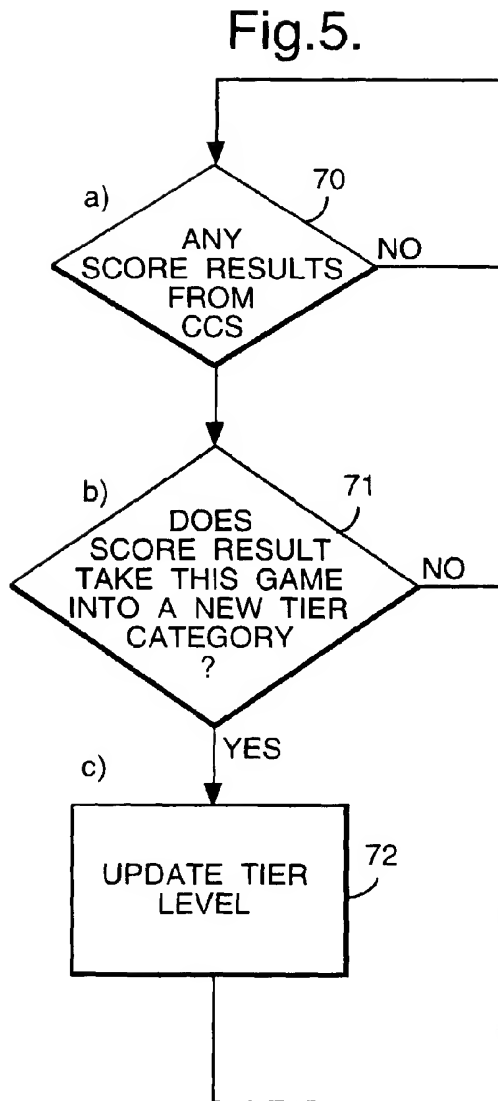 Fig.5.
a)
70
ANY
SCORE RESULTS
FROM
CCS
NO
b)
71
DOES
SCORE RESULT
TAKE THIS GAME
INTO A NEW TIER
CATEGORY
?
NO
YES
c)
UPDATE TIER
LEVEL
72